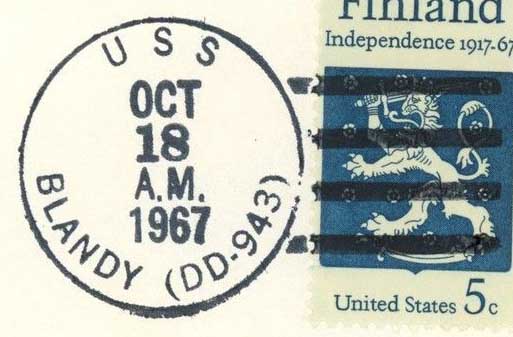 USS
OCT
18
A.M.
1967
BLANDY (DD-943)
Finland
Independence 1917-67
United States 5c